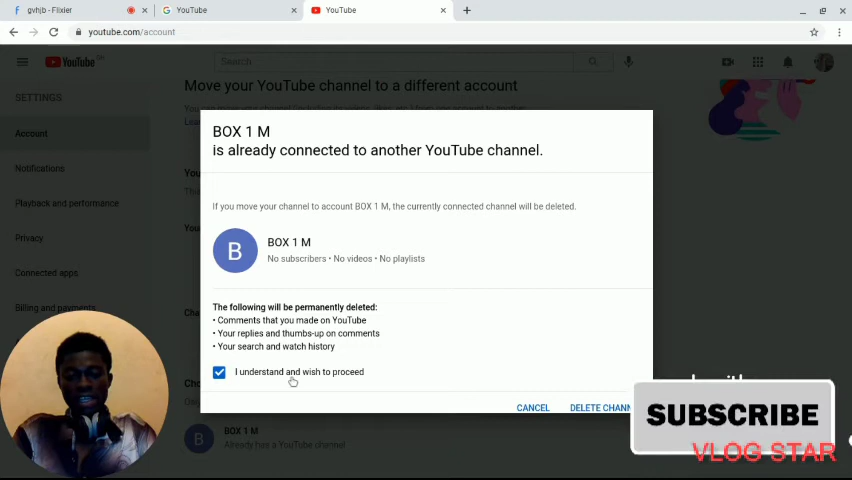 gvhjb - Flixier
YouTube
YouTube
youtube.com/account
YouTube
Search
Move your YouTube channel to a different account
SETTINGS
Account
Notifications
Playback and performance
Privacy
Connected apps
Billing and payments
BOX 1 M
is already connected to another YouTube channel.
If you move your channel to account BOX 1 M, the currently connected channel will be deleted.
B
BOX 1 M
No subscribers • No videos • No playlists
The following will be permanently deleted:
• Comments that you made on YouTube
• Your replies and thumbs-up on comments
• Your search and watch history
I understand and wish to proceed
CANCEL
DELETE CHANN
B
BOX 1 M
Already has a YouTube channel
SUBSCRIBE
VLOG STAR